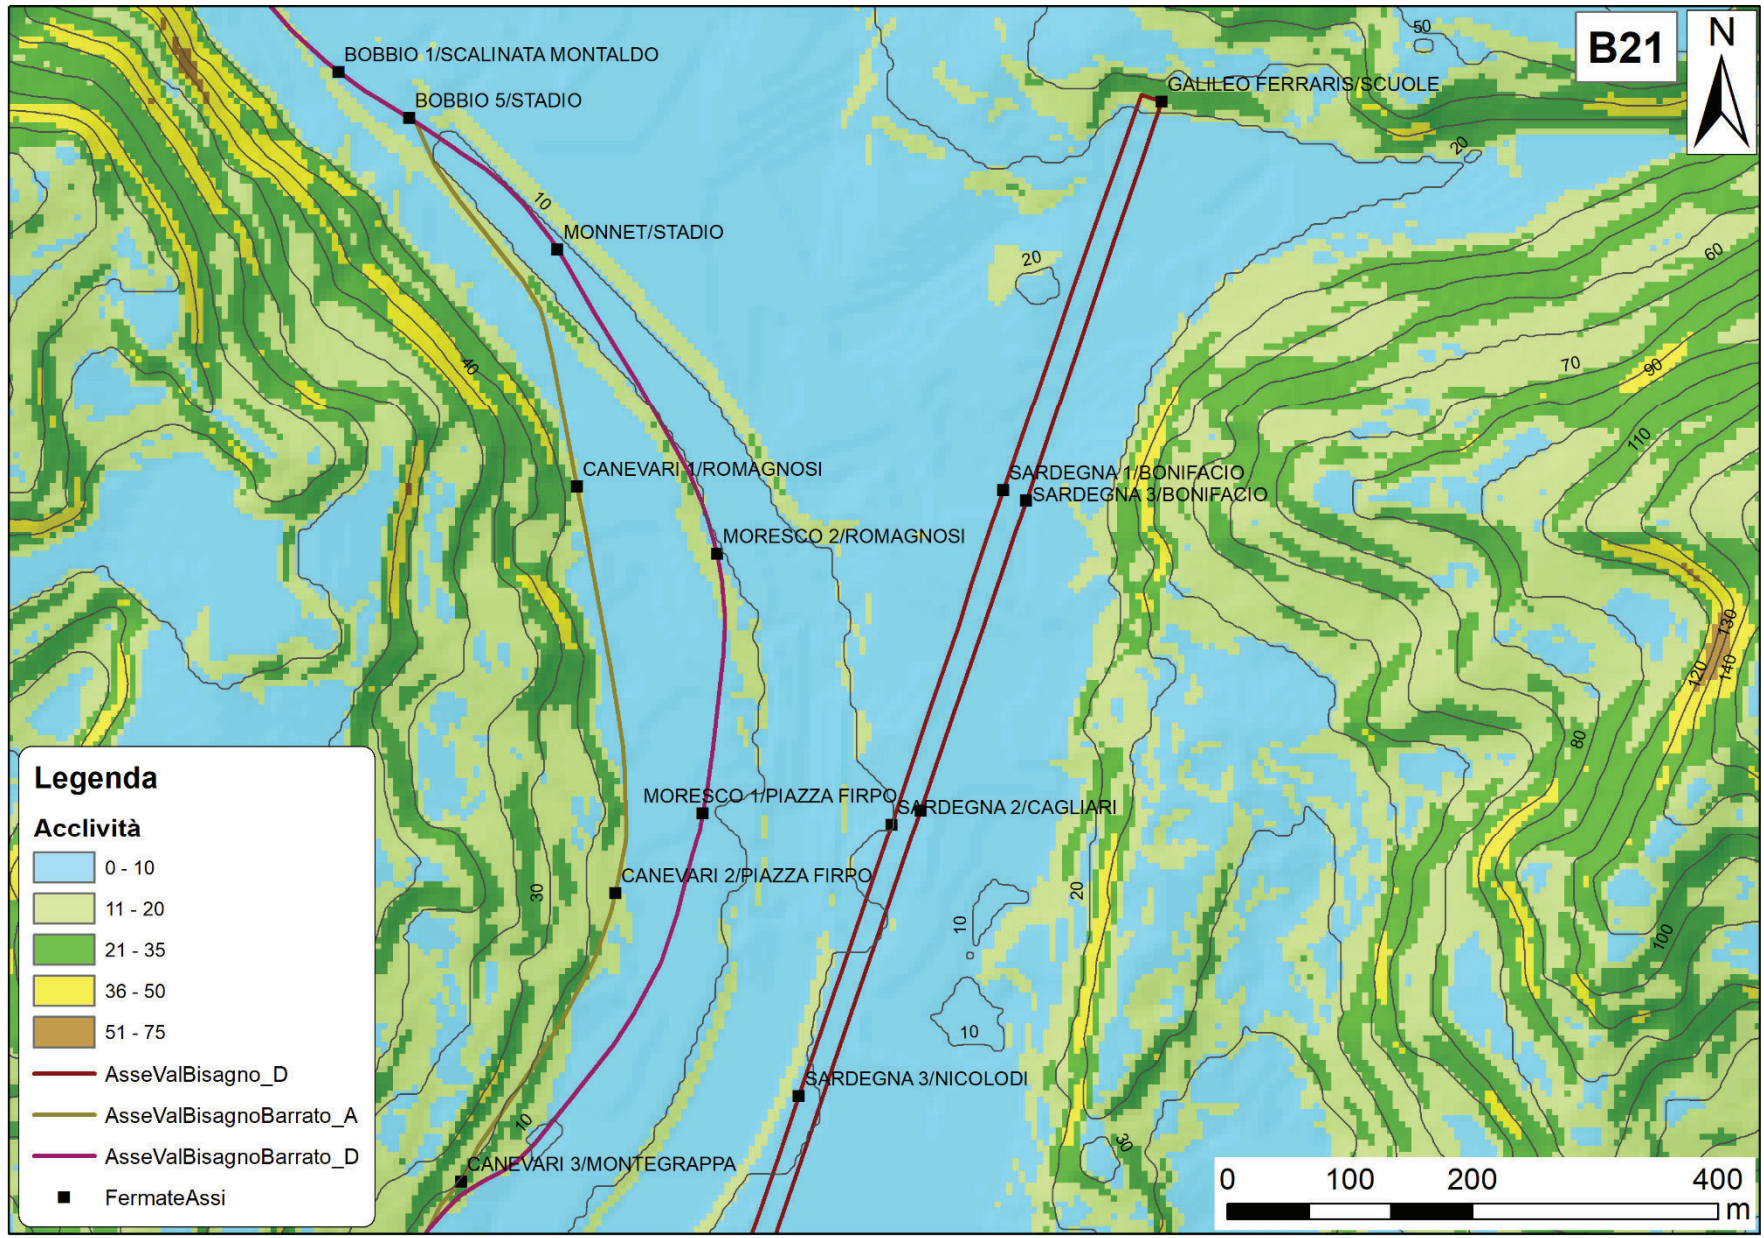 50
B21
N
BOBBIO 1/SCALINATA MONTALDO
GALILEO FERRARIS/SCUOLE
BOBBIO 5/STADIO
20
10
MONNET/STADIO
60
20
40
70
90
110
CANEVARI 1/ROMAGNOSI
SARDEGNA 1/BONIFACIO
SARDEGNA 3/BONIFACIO
MORESCO 2/ROMAGNOSI
130
120
140
80
MORESCO 1/PIAZZA FIRPO
SARDEGNA 2/CAGLIARI
CANEVARI 2/PIAZZA FIRPO
30
20
10
100
10
SARDEGNA 3/NICOLODI
10
30
CANEVARI 3/MONTEGRAPPA
Legenda
Acclività
0 - 10
11 - 20
21 - 35
36 - 50
51 - 75
AsseValBisagno_D
AsseValBisagnoBarrato_A
AsseValBisagnoBarrato_D
FermateAssi
0 100 200 400
m